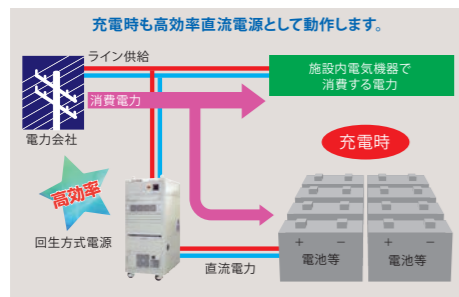 充電時も高効率直流電源として動作します。
ライン供給
施設内電気機器で
消費する電力
消費電力
電力会社
充電時
高効率
回生方式電源
+ − + −
電池等 電池等
直流電力